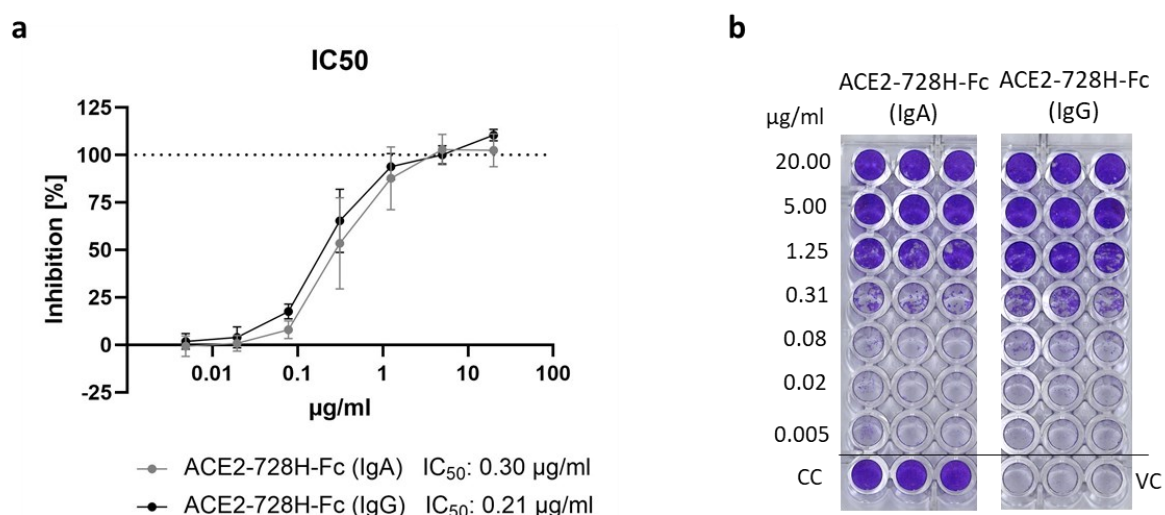 a
IC50
125
100
75
50
25
0
-25
Inhibition [%]
0.01 0.1 1 10 100
µg/ml
ACE2-728H-Fc (IgA) IC₅₀: 0.30 µg/ml
ACE2-728H-Fc (IgG) IC₅₀: 0.21 µg/ml
b
ACE2-728H-Fc ACE2-728H-Fc
µg/ml (IgA) (IgG)
20.00
5.00
1.25
0.31
0.08
0.02
0.005
CC VC